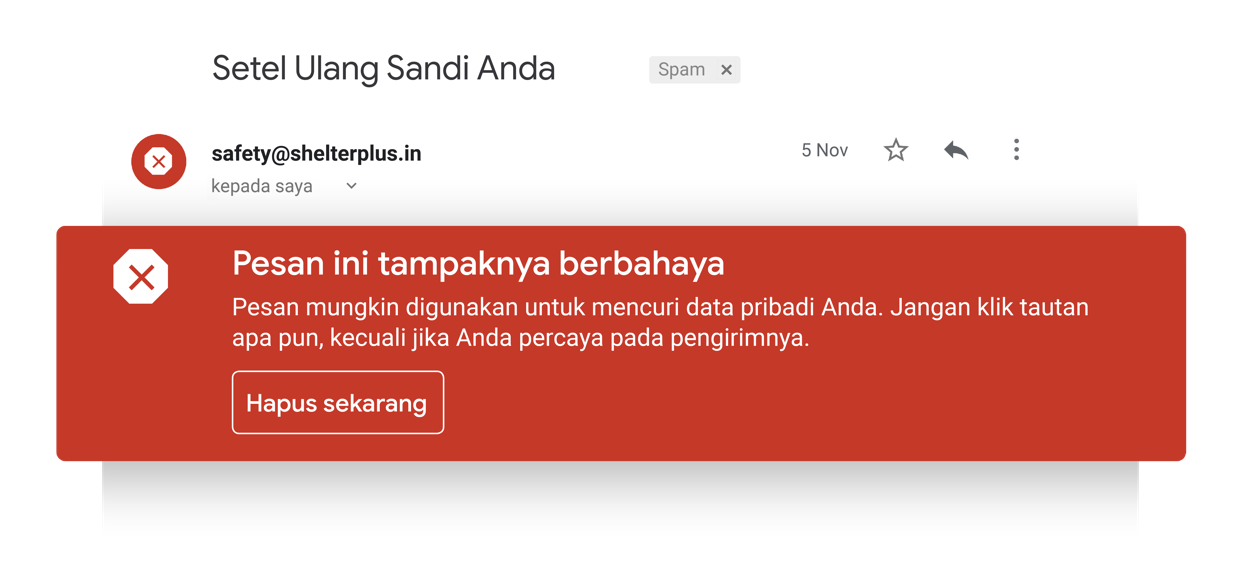 Setel Ulang Sandi Anda
Spam
safety@shelterplus.in
5 Nov
kepada saya
Pesan ini tampaknya berbahaya
Pesan mungkin digunakan untuk mencuri data pribadi Anda. Jangan klik tautan
apa pun, kecuali jika Anda percaya pada pengirimnya.
Hapus sekarang